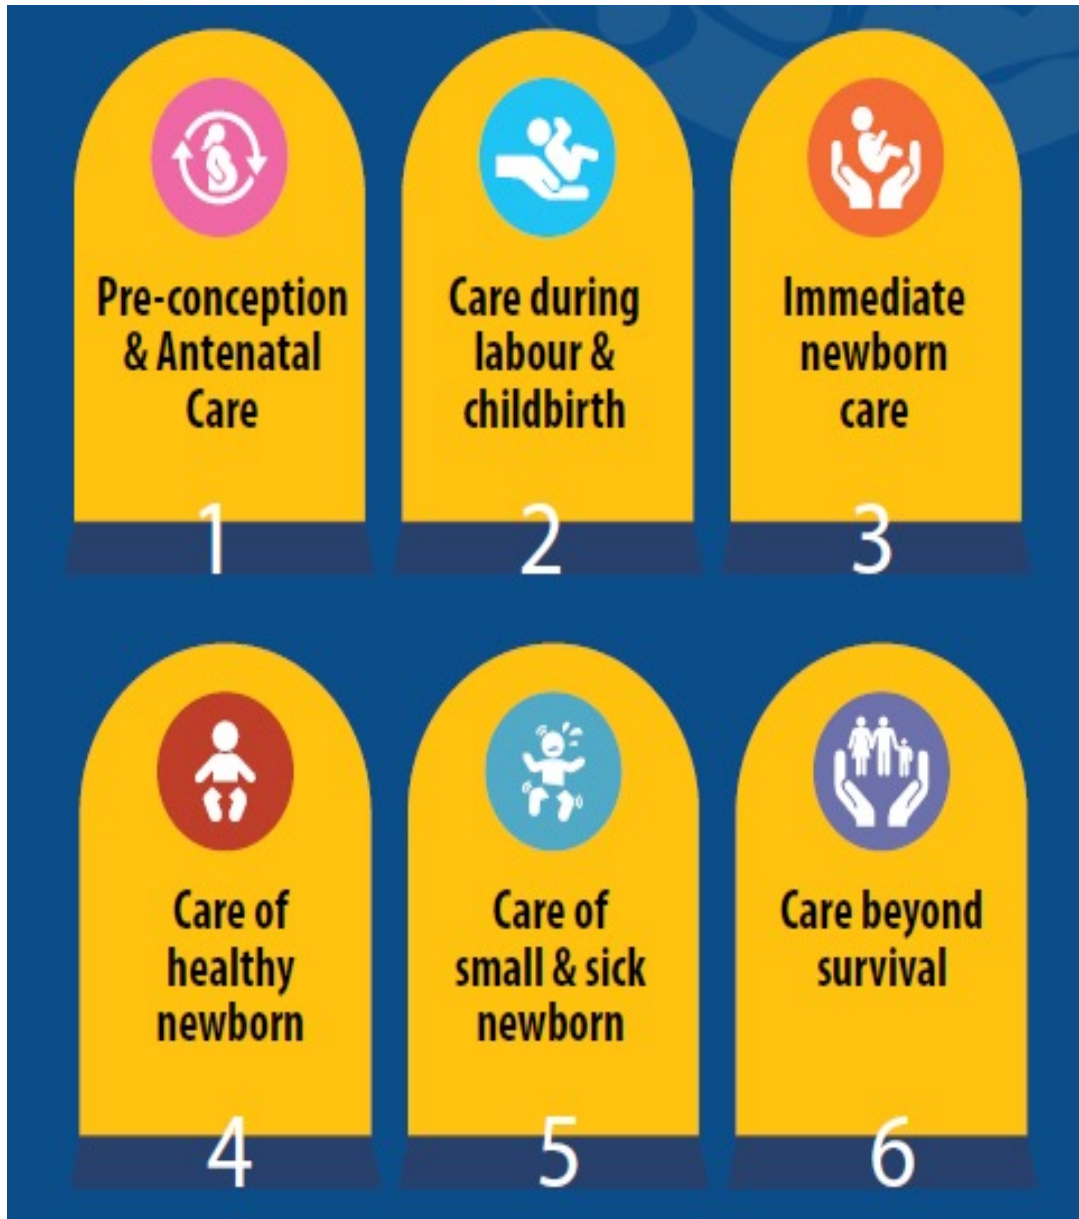 Pre-conception
& Antenatal
Care
1
Care during
labour &
childbirth
2
Immediate
newborn
care
3
Care of
healthy
newborn
4
Care of
small & sick
newborn
5
Care beyond
survival
6